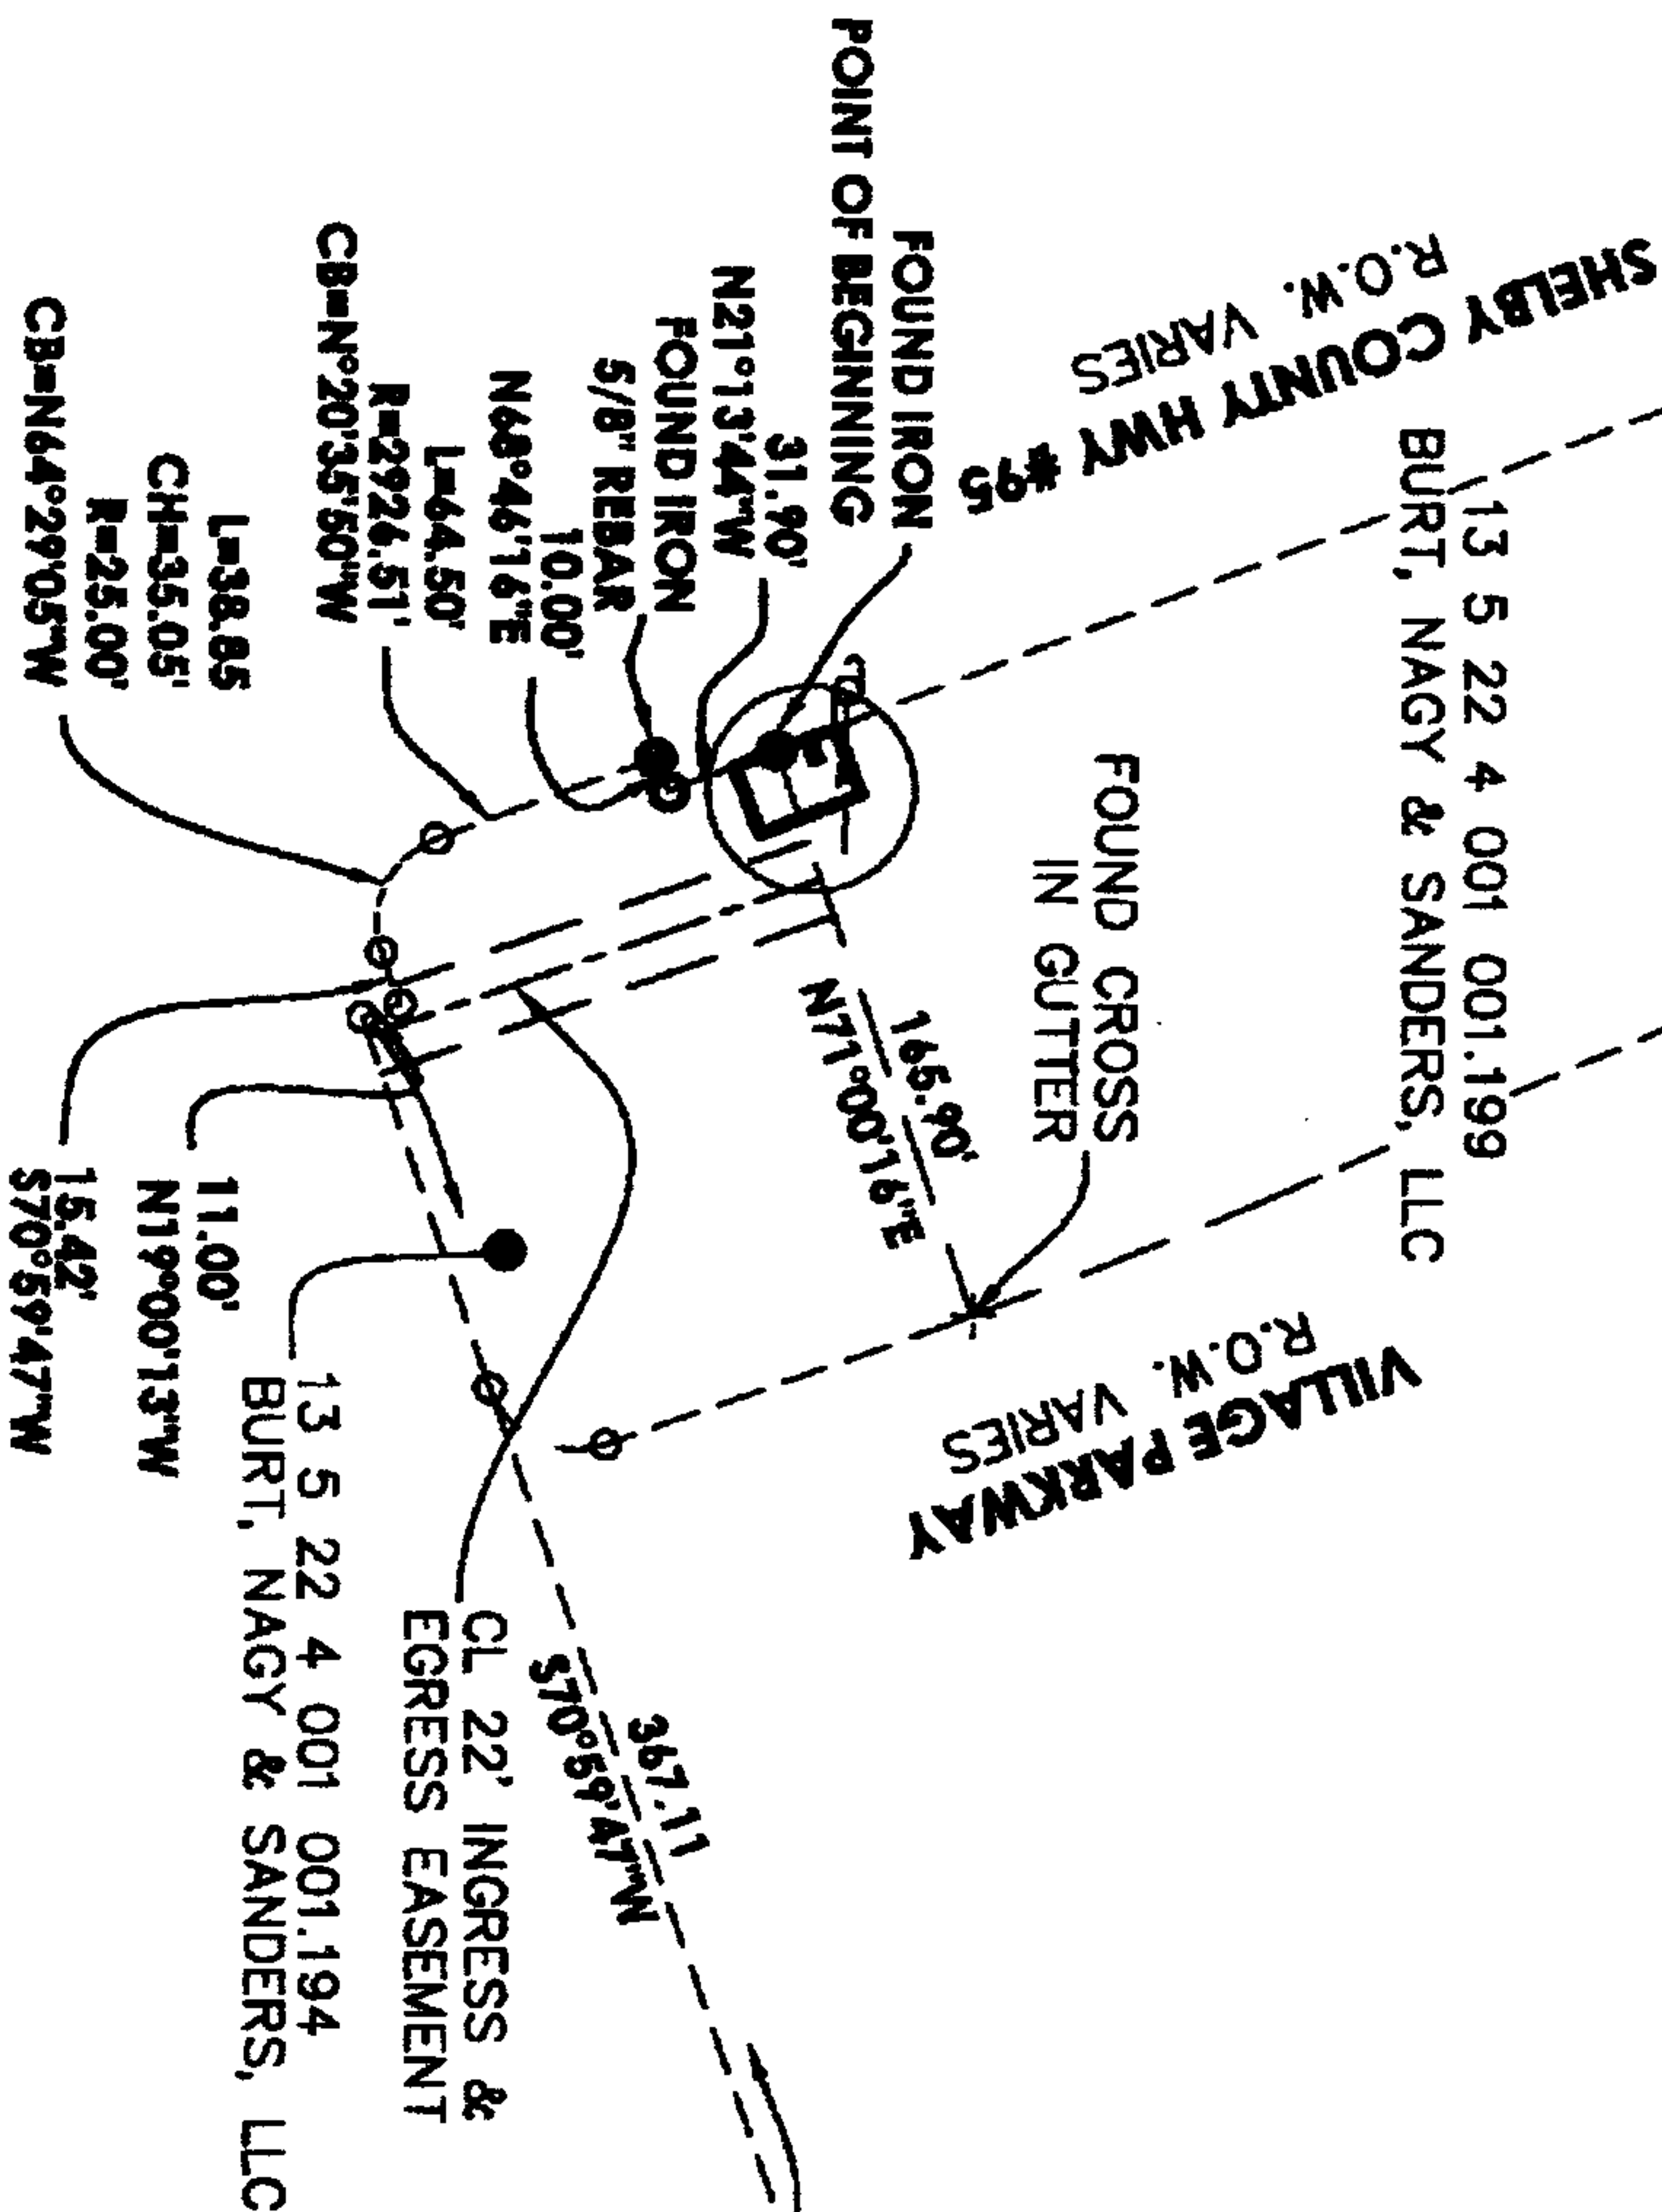 SHELBY COUNTY HWY #95
R.O.W. VARIES
13 5 22 4 001 001.199
BURT, NAGY & SANDERS, LLC
FOUND CROSS
IN GUTTER
VILLAGE PARKWAY
R.O.W. VARIES
FOUND IRON
POINT OF BEGINNING
31.90'
N21°13'44"W
FOUND IRON
5/8" REBAR
10.00'
N68°46'16"E
L=64.50'
R=2926.51'
CB=N°20'35'50"W
L=38.85
CH=35.05'
R=25.00'
CB=N64°29'05"W
165.90'
N71°00'16"E
11.00'
N19°00'13"W
15.42'
S70°59'47"W
13 5 22 4 001 001.194
BURT, NAGY & SANDERS, LLC
CL 22' INGRESS &
EGRESS EASEMENT
367.11
S70°59'47"W